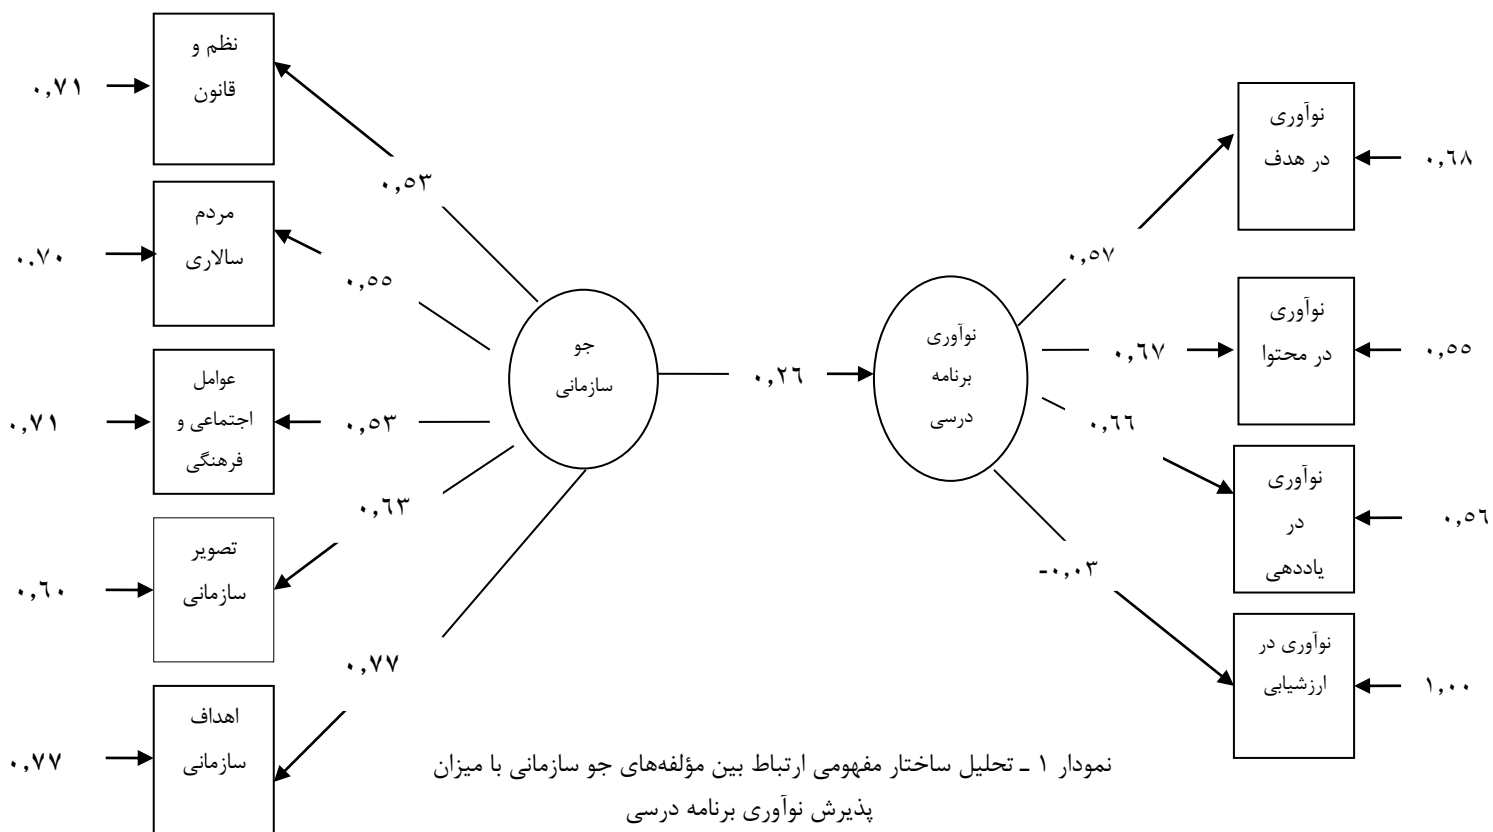 نظم و
قانون
۰,۷۱
۰,۵۳
مردم
سالاری
۰.۷۰
۰,۵۵
عوامل
اجتماعی و
فرهنگی
۰,۷۱
۰,۵۳
تصویر
سازمانی
۰,۶۰
۰,۶۳
اهداف
سازمانی
۰,۷۷
۰,۷۷
جو
سازمانی
۰,۲۶
نوآوری
برنامه
درسی
نوآوری
در هدف
۰,۶۸
۰,۵۷
نوآوری
در محتوا
۰,۵۵
۰,۶۷
نوآوری
در
یاددهی
۰,۵۶
۰,۶۶
نوآوری در
ارزشیابی
۱,۰۰
-۰,۰۳
نمودار ۱ ـ تحلیل ساختار مفهومی ارتباط بین مؤلفه‌های جو سازمانی با میزان
پذیرش نوآوری برنامه درسی